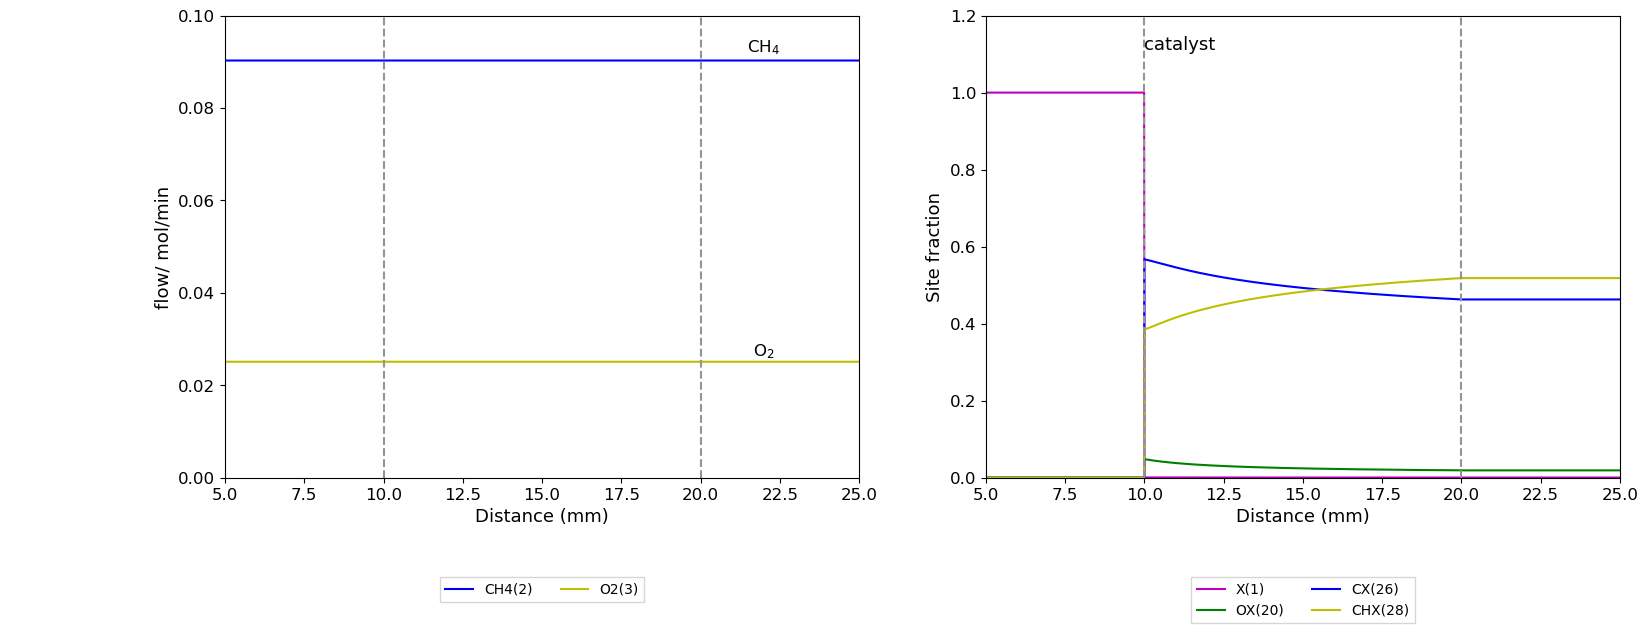 0.10
0.08
0.06
0.04
0.02
0.00
flow/ mol/min
CH₄
O₂
5.0 7.5 10.0 12.5 15.0 17.5 20.0 22.5 25.0
Distance (mm)
CH4(2) O2(3)
1.2
1.0
0.8
0.6
0.4
0.2
0.0
Site fraction
catalyst
5.0 7.5 10.0 12.5 15.0 17.5 20.0 22.5 25.0
Distance (mm)
X(1) CX(26)
OX(20) CHX(28)